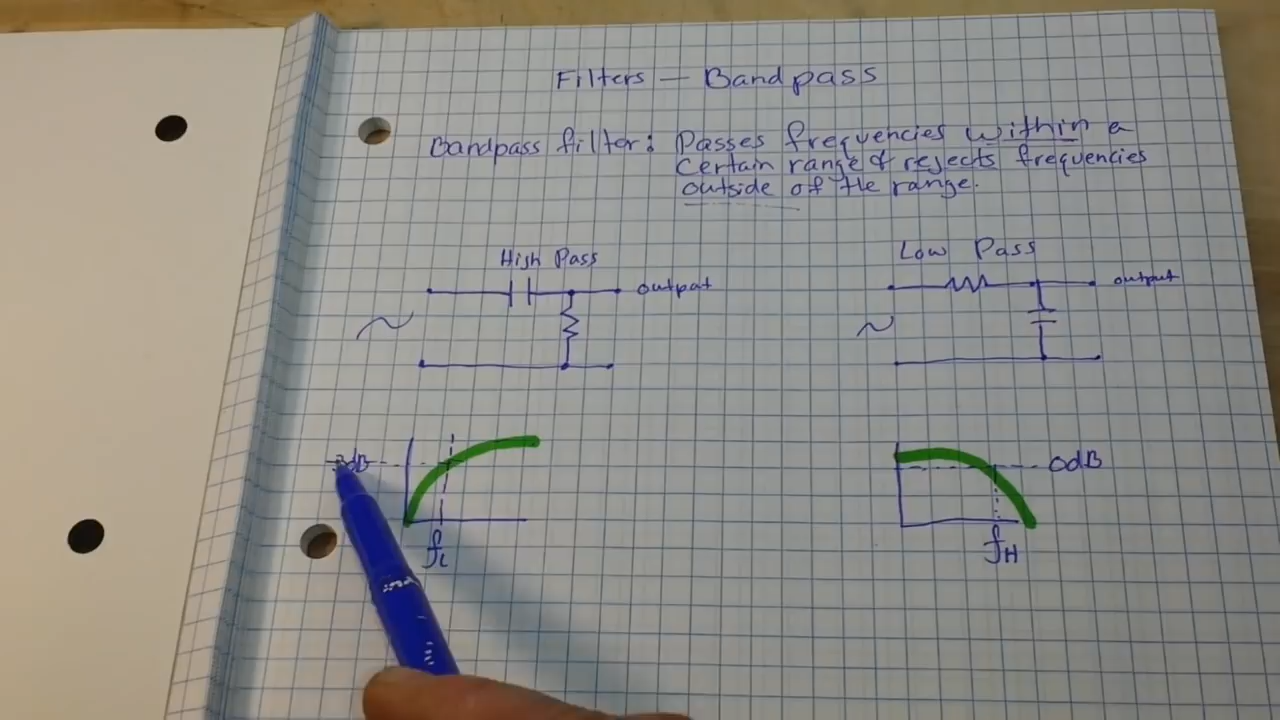 Filters — Bandpass
Bandpass filter: Passes frequencies within a
certain range & rejects frequencies
outside of the range.
High Pass
output
Low Pass
output
-3dB
0dB
fL
fH